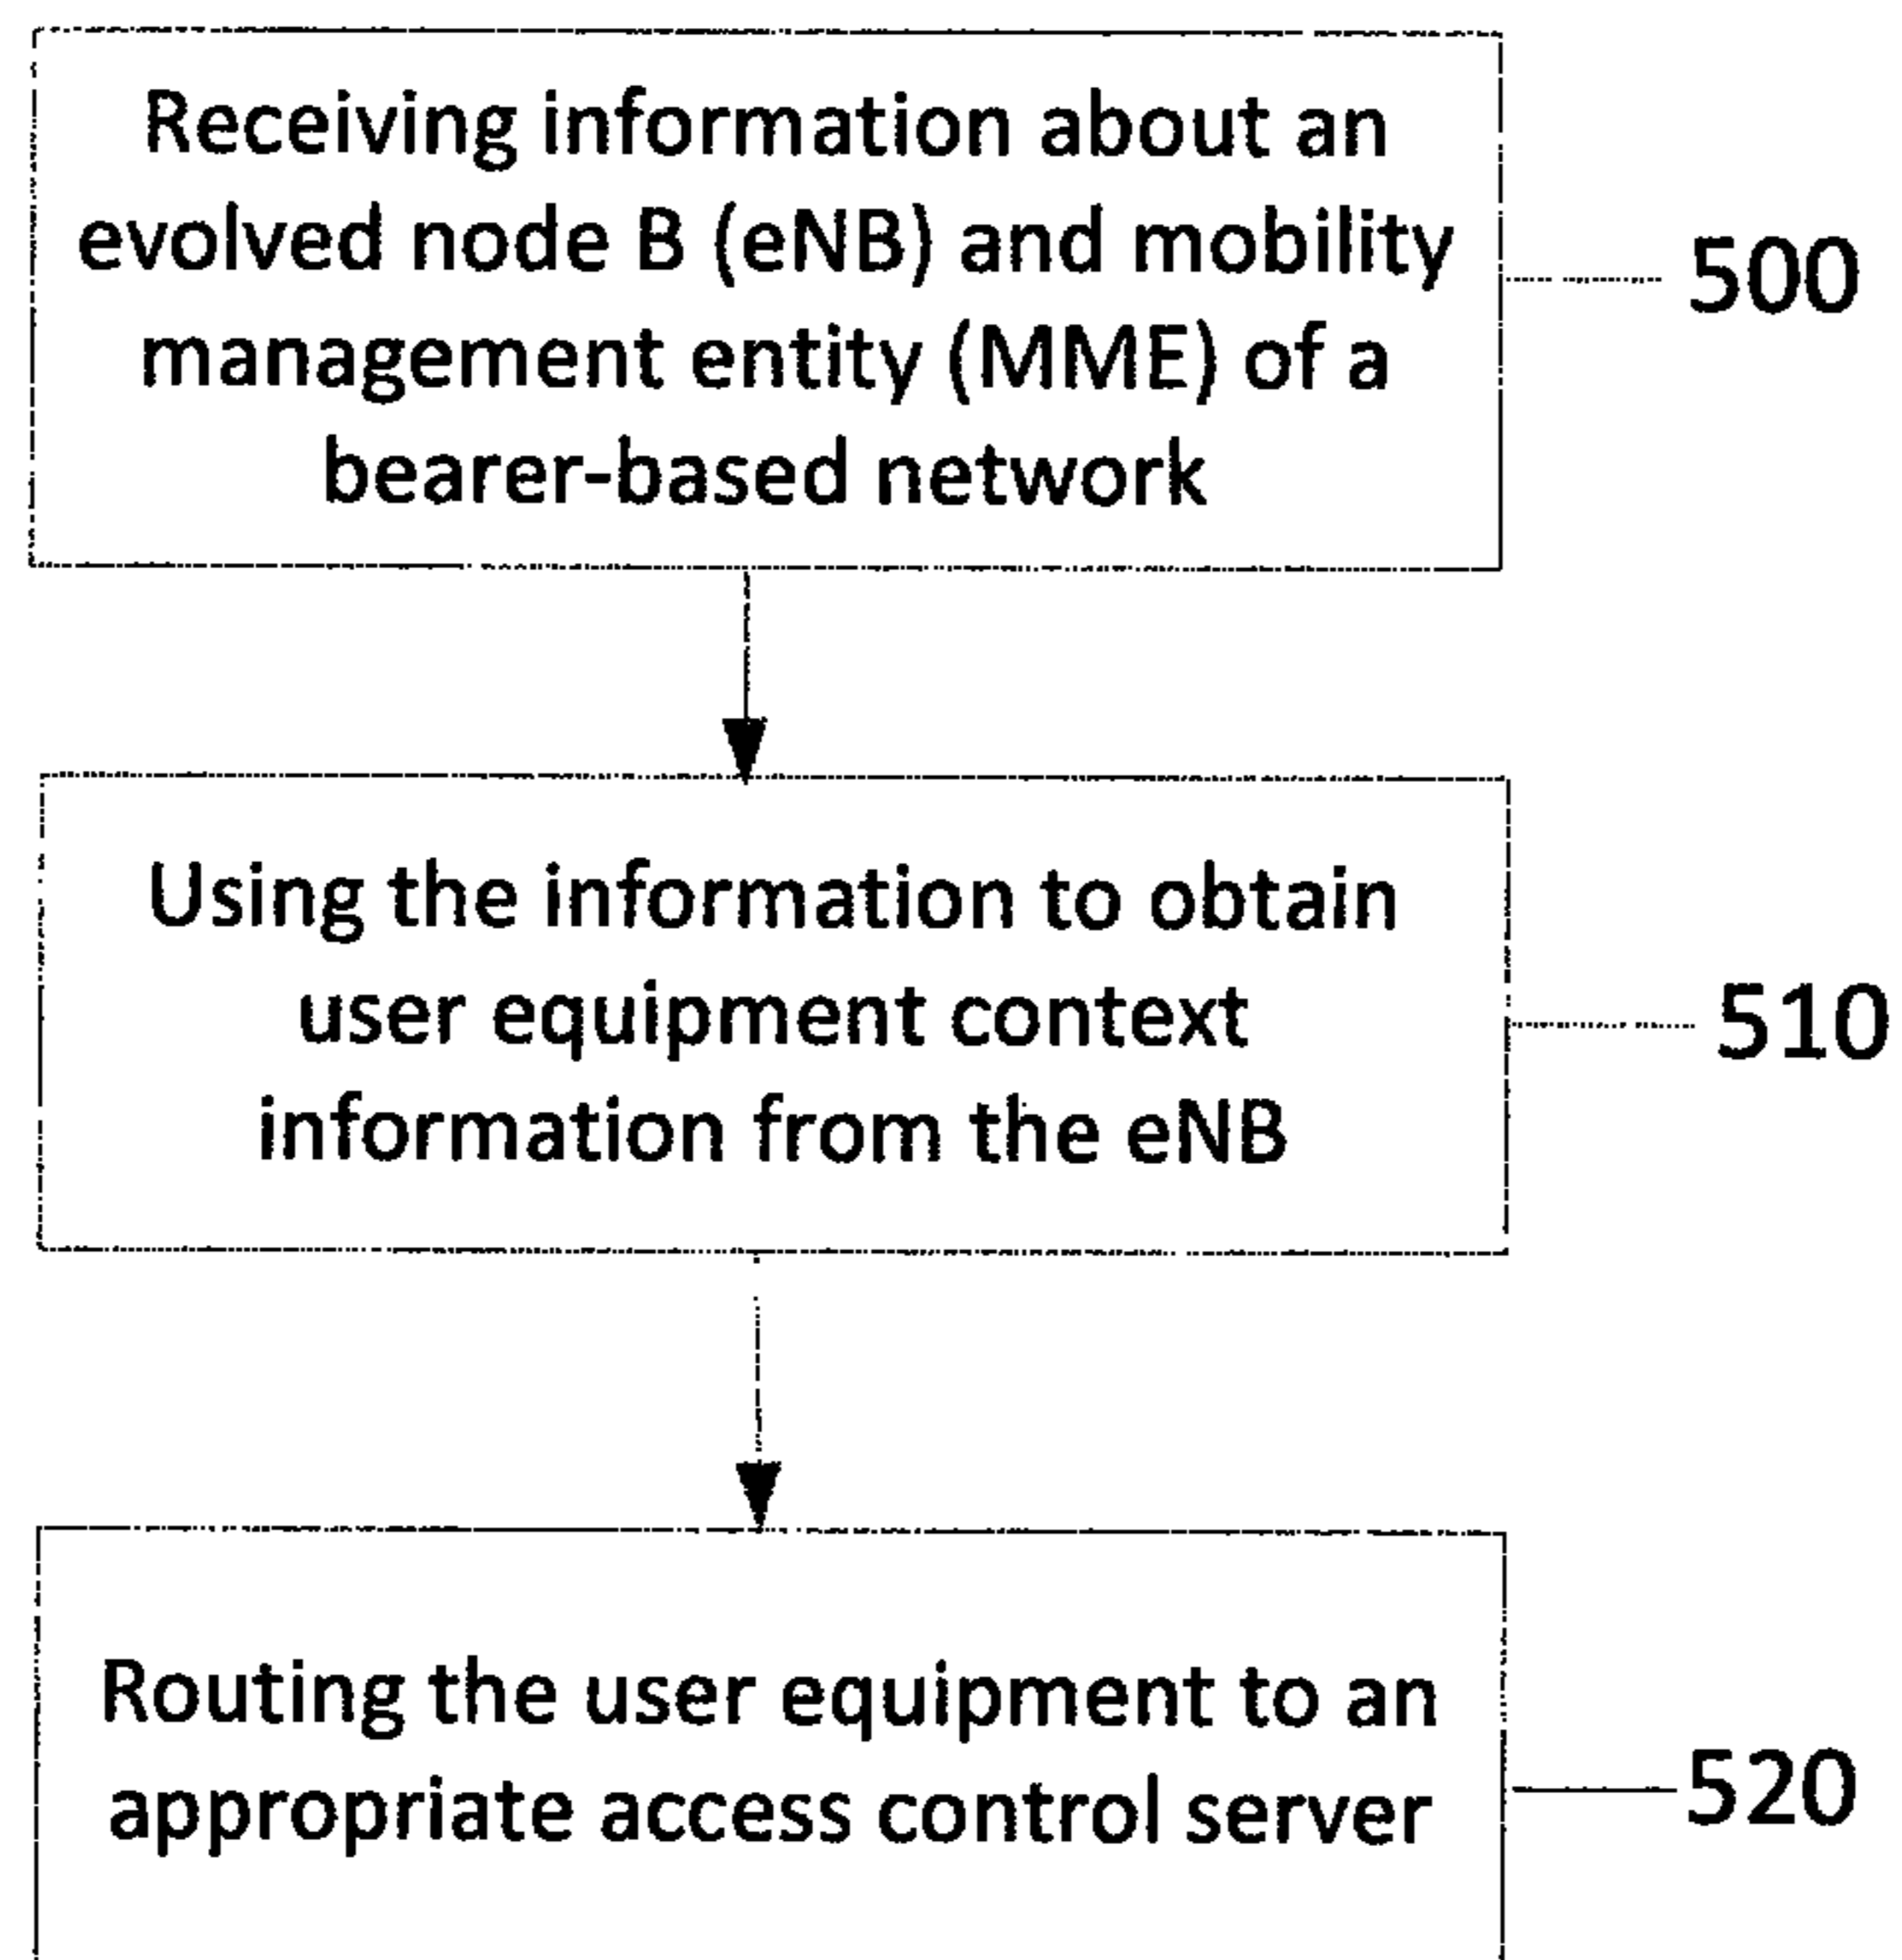 Receiving information about an
evolved node B (eNB) and mobility
management entity (MME) of a
bearer-based network
500
Using the information to obtain
user equipment context
information from the eNB
510
Routing the user equipment to an
appropriate access control server
520